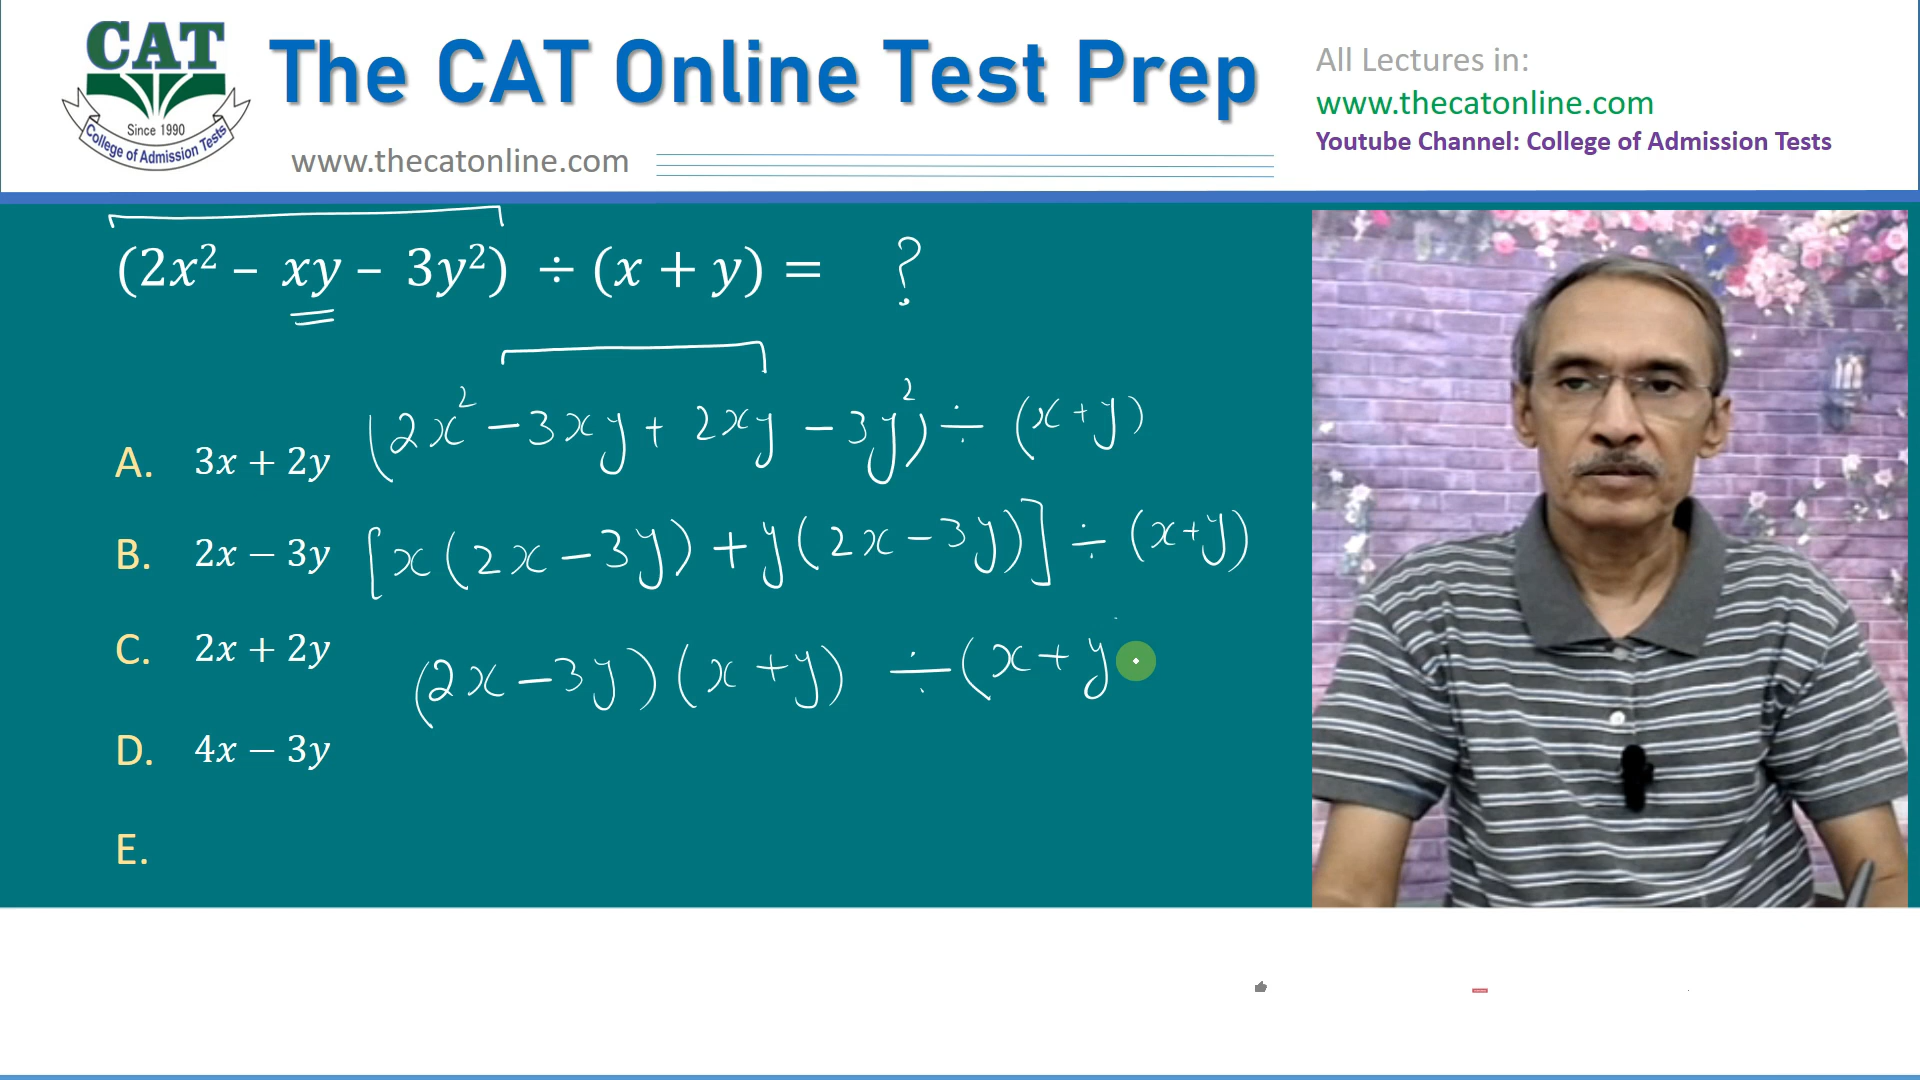 CAT
Since 1990
College of Admission Tests
The CAT Online Test Prep
www.thecatonline.com
All Lectures in:
www.thecatonline.com
Youtube Channel: College of Admission Tests
(2x² − xy − 3y²) ÷ (x + y) = ?
(2x² − 3xy + 2xy − 3y²) ÷ (x + y)
A. 3x + 2y
[x(2x − 3y) + y(2x − 3y)] ÷ (x + y)
B. 2x − 3y
(2x − 3y)(x + y) ÷ (x + y
C. 2x + 2y
D. 4x − 3y
E.